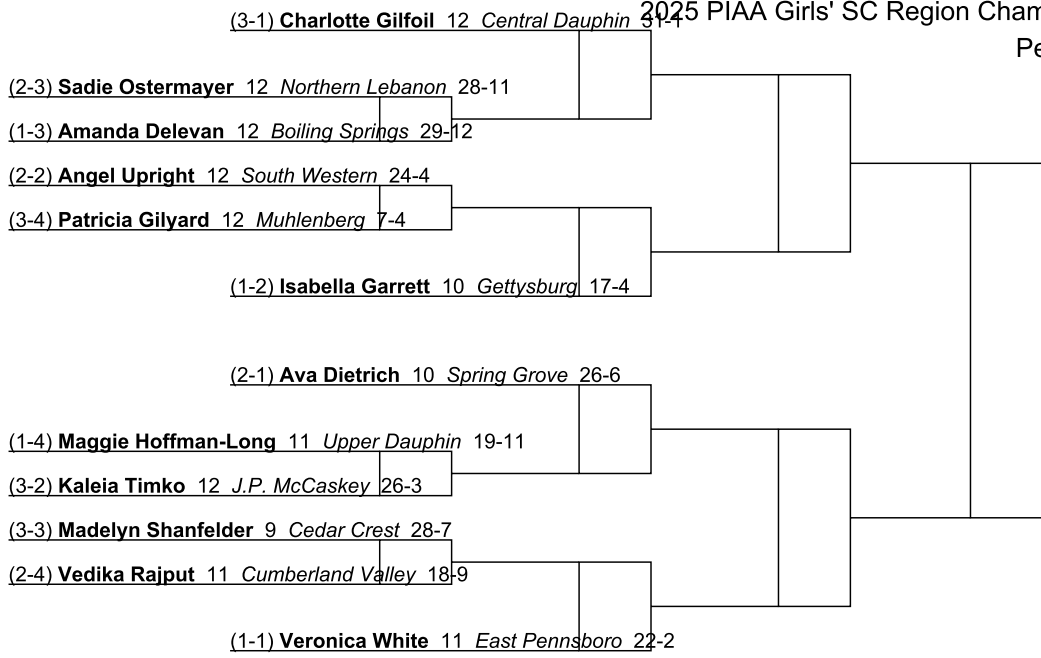 2025 PIAA Girls' SC Region Cham
Pe
(3-1) Charlotte Gilfoil 12 Central Dauphin
(2-3) Sadie Ostermayer 12 Northern Lebanon 28-11
(1-3) Amanda Delevan 12 Boiling Springs 29-12
(2-2) Angel Upright 12 South Western 24-4
(3-4) Patricia Gilyard 12 Muhlenberg 7-4
(1-2) Isabella Garrett 10 Gettysburg 17-4
(2-1) Ava Dietrich 10 Spring Grove 26-6
(1-4) Maggie Hoffman-Long 11 Upper Dauphin 19-11
(3-2) Kaleia Timko 12 J.P. McCaskey 26-3
(3-3) Madelyn Shanfelder 9 Cedar Crest 28-7
(2-4) Vedika Rajput 11 Cumberland Valley 18-9
(1-1) Veronica White 11 East Pennsboro 22-2